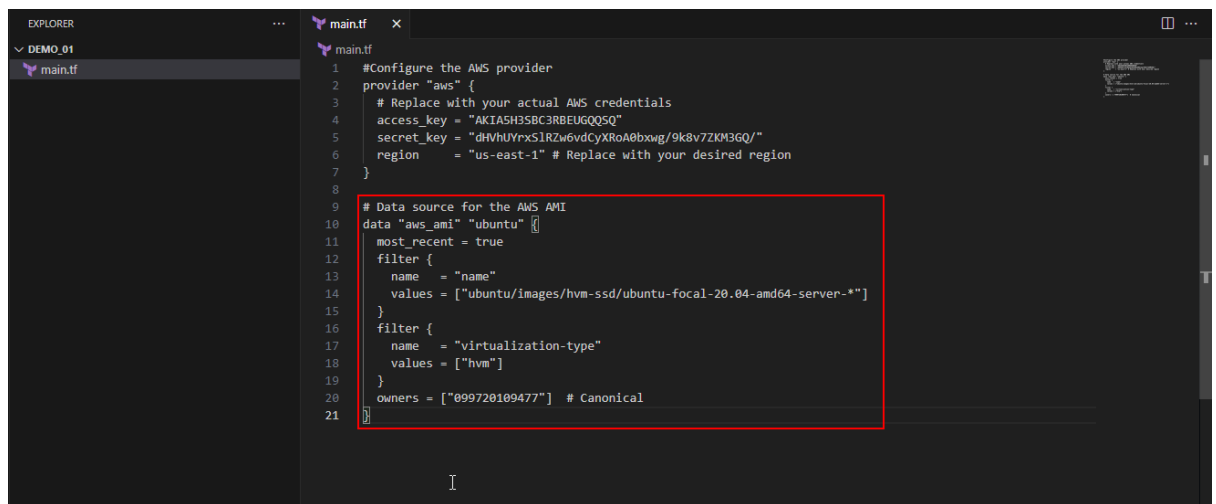 EXPLORER
DEMO_01
main.tf
main.tf
main.tf
1 #Configure the AWS provider
2 provider "aws" {
3 # Replace with your actual AWS credentials
4 access_key = "AKIA5H3SBC3RBEUGQQSQ"
5 secret_key = "dHVhUYrxSlRZw6vdCyXRoA0bxwg/9k8v7ZKM3GQ/"
6 region     = "us-east-1" # Replace with your desired region
7 }
8
9 # Data source for the AWS AMI
10 data "aws_ami" "ubuntu" {
11 most_recent = true
12 filter {
13 name   = "name"
14 values = ["ubuntu/images/hvm-ssd/ubuntu-focal-20.04-amd64-server-*"]
15 }
16 filter {
17 name   = "virtualization-type"
18 values = ["hvm"]
19 }
20 owners = ["099720109477"]  # Canonical
21 }